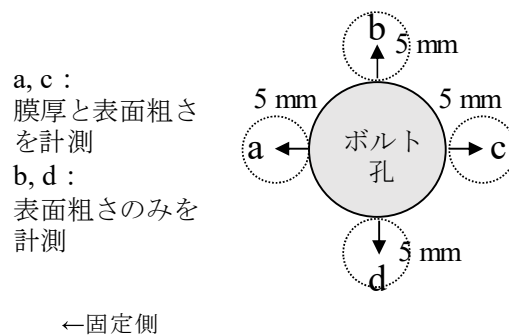 a, c：
膜厚と表面粗さ
を計測
b, d：
表面粗さのみを
計測
b
5 mm
5 mm
5 mm
a
ボルト
孔
c
5 mm
d
←固定側